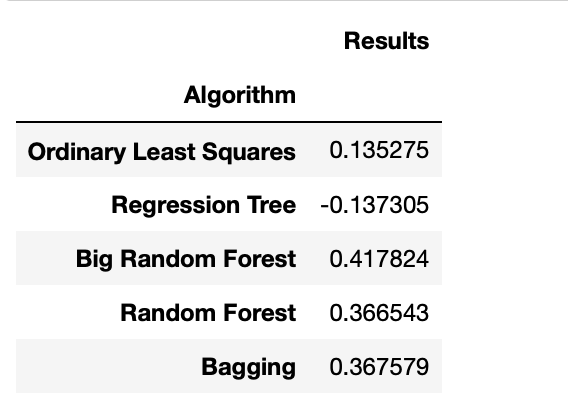 Results
Algorithm
Ordinary Least Squares 0.135275
Regression Tree -0.137305
Big Random Forest 0.417824
Random Forest 0.366543
Bagging 0.367579